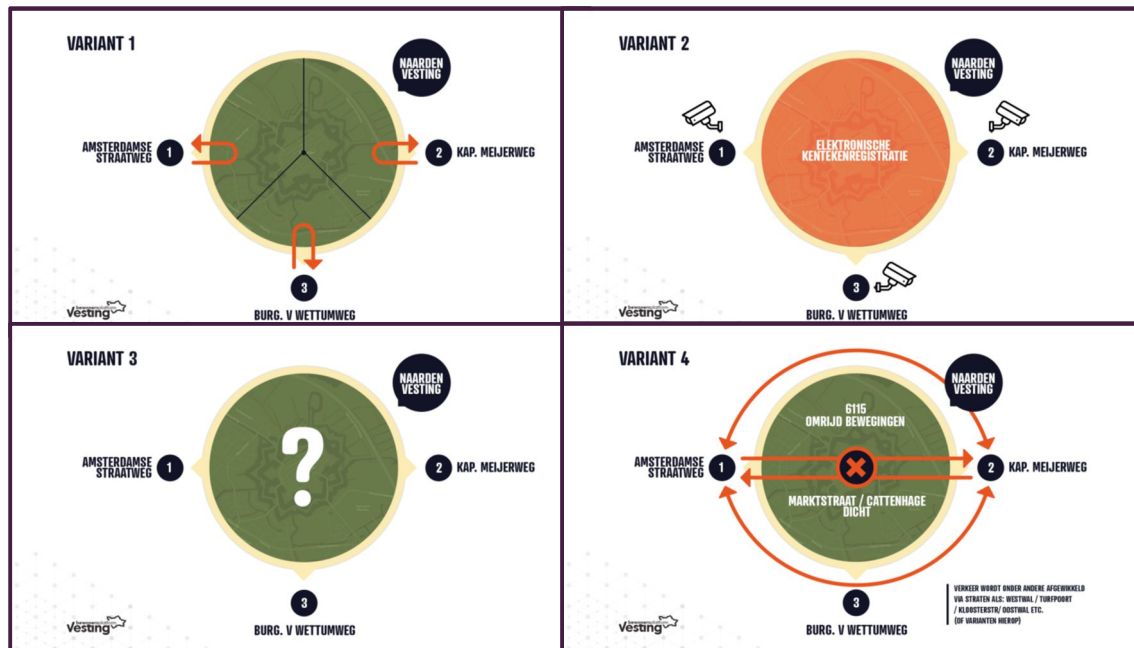 VARIANT 1
NAARDEN
VESTING
AMSTERDAMSE
STRAATWEG
1
2
KAP. MEIJERWEG
3
BURG. V WETTUMWEG
Vesting
VARIANT 2
NAARDEN
VESTING
AMSTERDAMSE
STRAATWEG
1
ELEKTRONISCHE
KENTEKENREGISTRATIE
2
KAP. MEIJERWEG
3
BURG. V WETTUMWEG
Vesting
VARIANT 3
NAARDEN
VESTING
?
AMSTERDAMSE
STRAATWEG
1
2
KAP. MEIJERWEG
3
BURG. V WETTUMWEG
Vesting
VARIANT 4
NAARDEN
VESTING
6115
OMRIJD BEWEGINGEN
AMSTERDAMSE
STRAATWEG
1
2
KAP. MEIJERWEG
MARKTSTRAAT / CATTENHAGE
DICHT
3
BURG. V WETTUMWEG
VERKEER WORDT ONDER ANDERE AFGEWIKKELD
VIA STRATEN ALS: WESTWAL / TURFPOORT
/ KLOOSTERSTR/ OOSTWAL ETC.
(OF VARIANTEN HIEROP)
Vesting